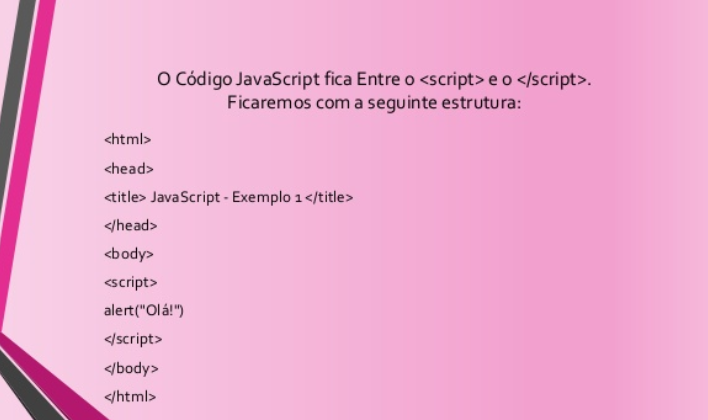 O Código JavaScript fica Entre o <script> e o </script>.
Ficaremos com a seguinte estrutura:
<html>
<head>
<title> JavaScript - Exemplo 1 </title>
</head>
<body>
<script>
alert("Olá!")
</script>
</body>
</html>